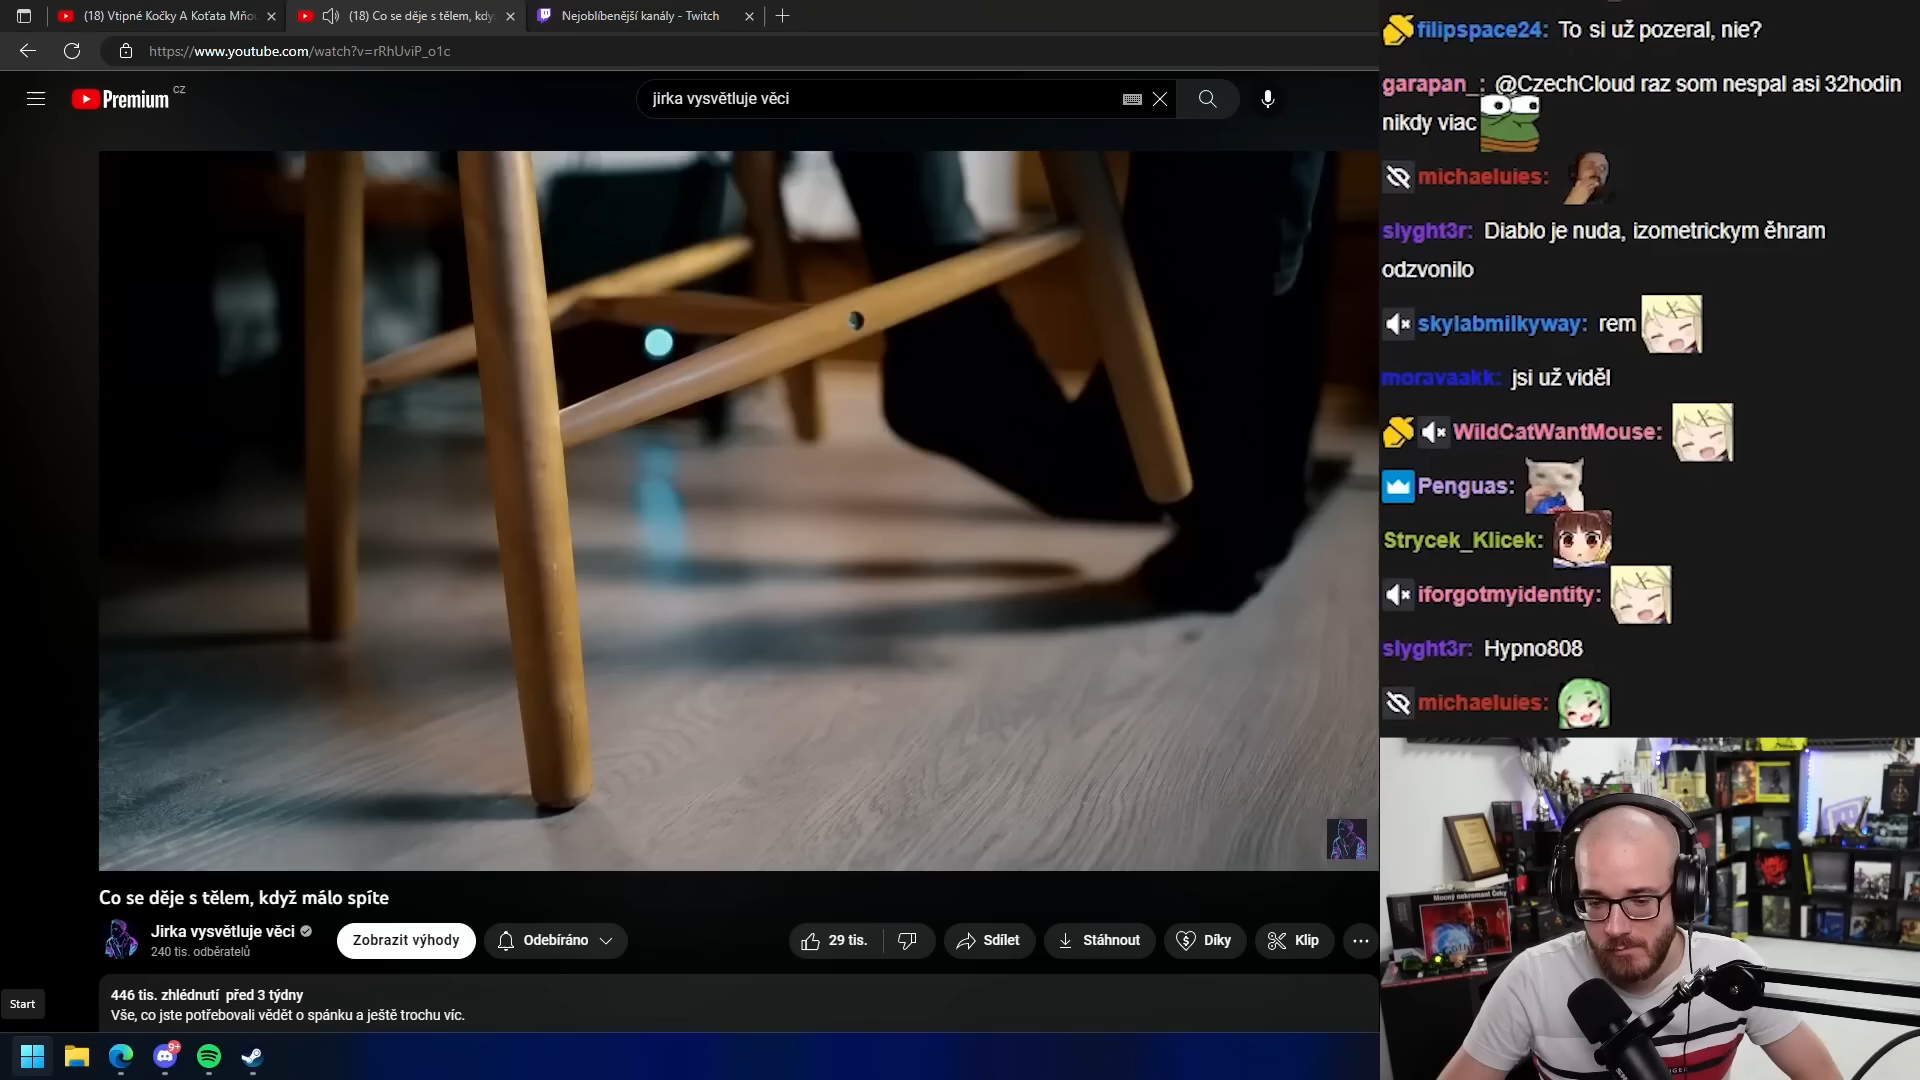 (18) Vtipné Kočky A Koťata Mňou
(18) Co se děje s tělem, kdy
Nejoblíbenější kanály - Twitch
https://www.youtube.com/watch?v=rRhUviP_o1c
Premium CZ
jirka vysvětluje věci
Co se děje s tělem, když málo spíte
Jirka vysvětluje věci
240 tis. odběratelů
Zobrazit výhody
Odebíráno
29 tis.
Sdílet
Stáhnout
Díky
Klip
446 tis. zhlédnutí před 3 týdny
Vše, co jste potřebovali vědět o spánku a ještě trochu víc.
Start
9+
filipspace24: To si už pozeral, nie?
garapan_: @CzechCloud raz som nespal asi 32hodin
nikdy viac
michaeluies:
slyght3r: Diablo je nuda, izometrickym ěhram
odzvonilo
skylabmilkyway: rem
moravaakk: jsi už viděl
WildCatWantMouse:
Penguas:
Strycek_Klicek:
iforgotmyidentity:
slyght3r: Hypno808
michaeluies:
Mocný nekromant Čeky